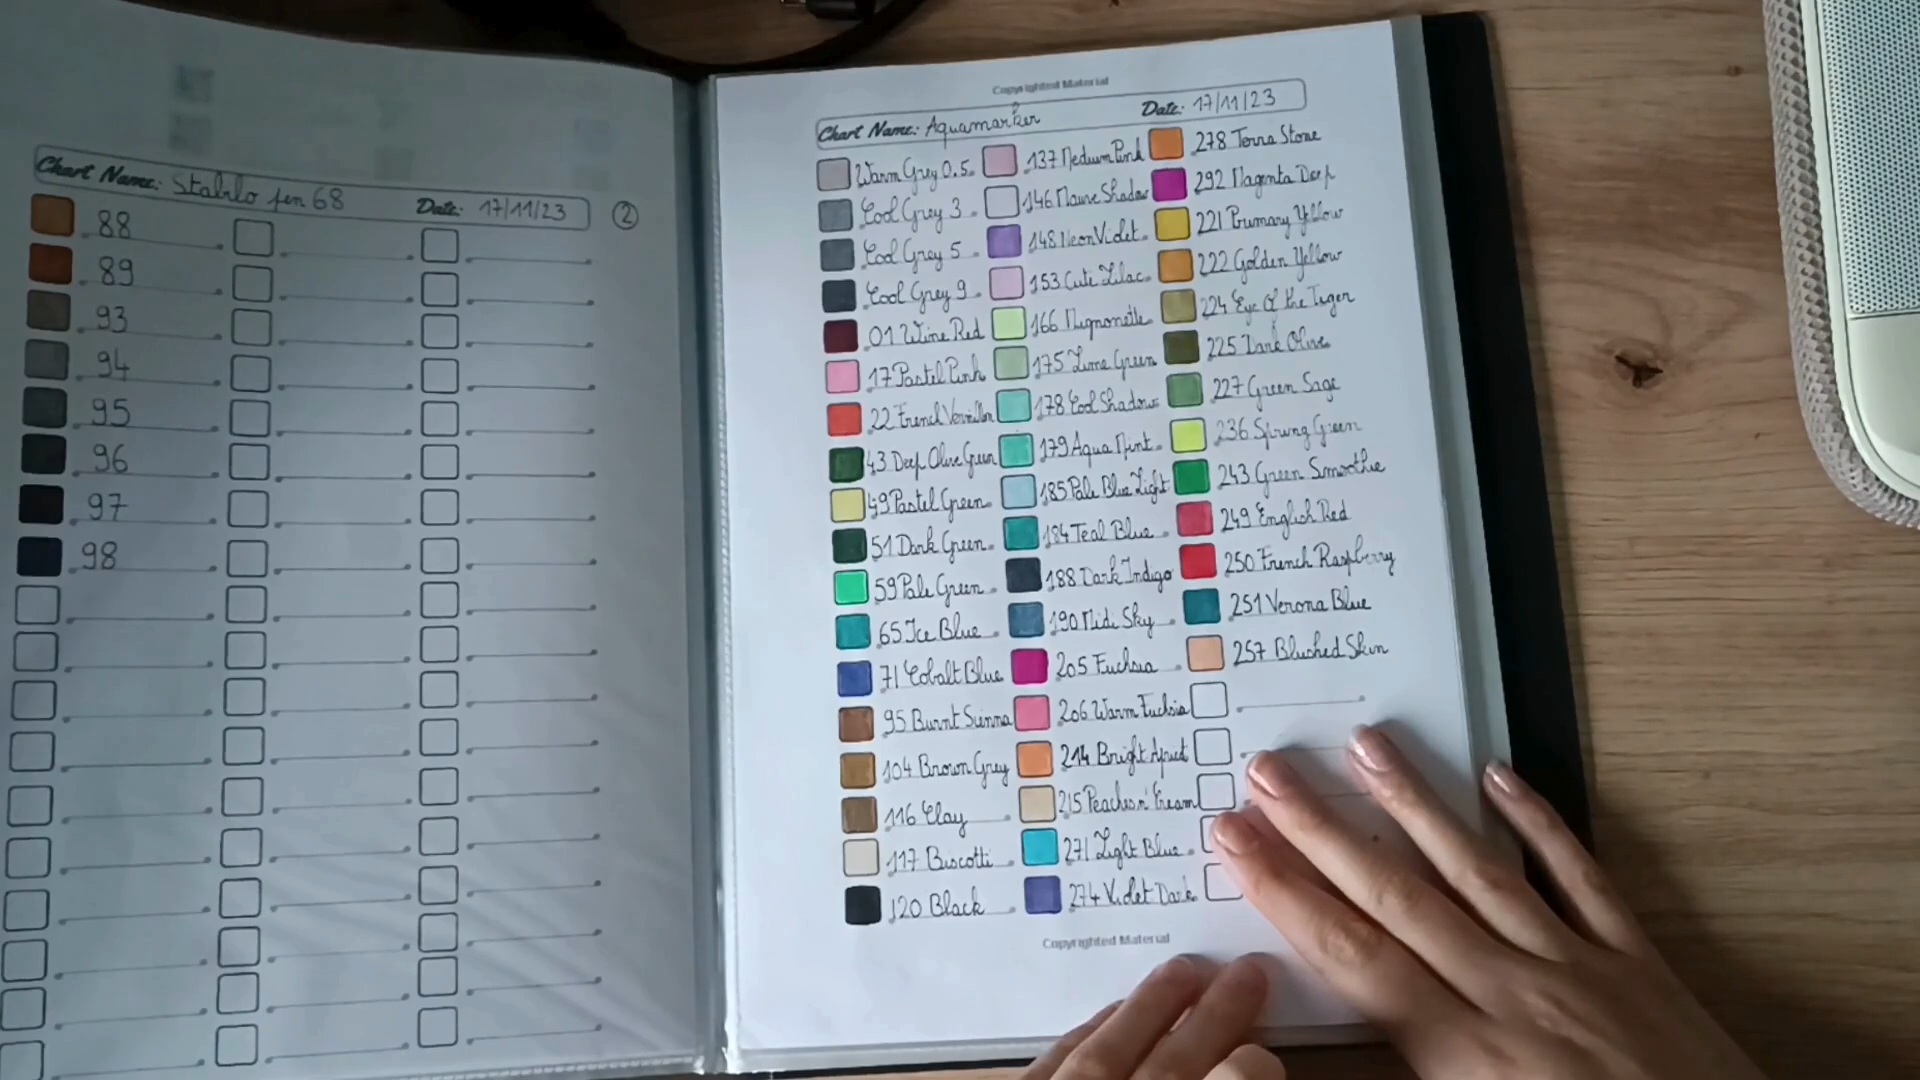 Chart Name: Stabilo pen 68 Date: 17/11/23 2
88
89
93
94
95
96
97
98
Copyrighted Material
Chart Name: Aquamarker Date: 17/11/23
Warm Grey 0.5
Cool Grey 3
Cool Grey 5
Cool Grey 9
01 Wine Red
17 Pastel Pink
22 French Vermillon
43 Deep Olive Green
49 Pastel Green
51 Dark Green
59 Pale Green
65 Ice Blue
71 Cobalt Blue
95 Burnt Sienna
104 Brown Grey
116 Clay
117 Biscotti
120 Black
137 Medium Pink
146 Mauve Shadow
148 Neon Violet
153 Cute Lilac
166 Mignonette
175 Lime Green
178 Cool Shadow
179 Aqua Mint
185 Pale Blue Light
184 Teal Blue
188 Dark Indigo
190 Midi Sky
205 Fuchsia
206 Warm Fuchsia
214 Bright
215 Peaches n' Cream
271 Light Blue
274 Violet Dark
278 Terra Stone
292 Magenta Deep
221 Primary Yellow
222 Golden Yellow
224 Eye Of the Tiger
225 Dark Olive
227 Green Sage
236 Spring Green
243 Green Smoothie
249 English Red
250 French Raspberry
251 Verona Blue
257 Blushed Skin
Copyrighted Material